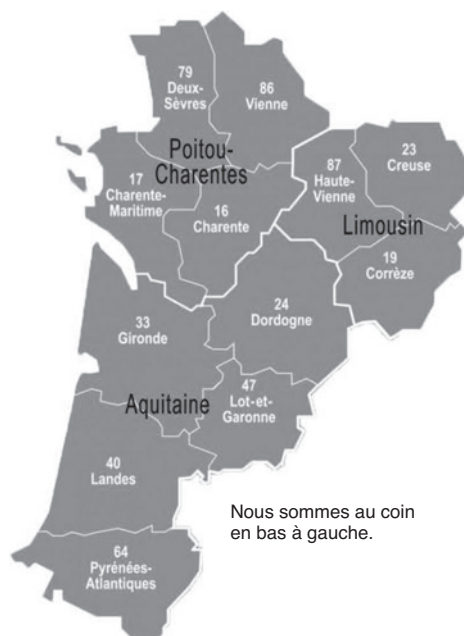 79
Deux-
Sèvres
86
Vienne
Poitou-
Charentes
17
Charente-
Maritime
16
Charente
87
Haute-
Vienne
23
Creuse
Limousin
19
Corrèze
24
Dordogne
33
Gironde
Aquitaine
47
Lot-et-
Garonne
40
Landes
Nous sommes au coin
en bas à gauche.
64
Pyrénées-
Atlantiques